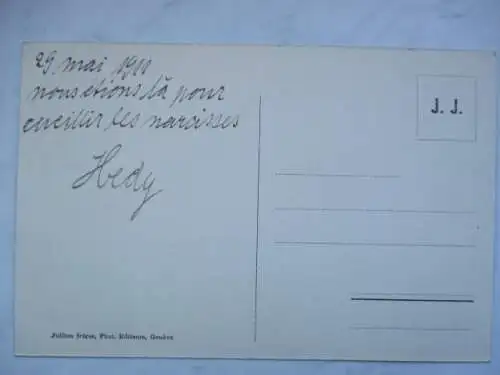 29 mai 1911
nous étions là pour
cueillir les narcisses
Hedy
J. J.
Jullien frères, Phot. Editeurs, Genève